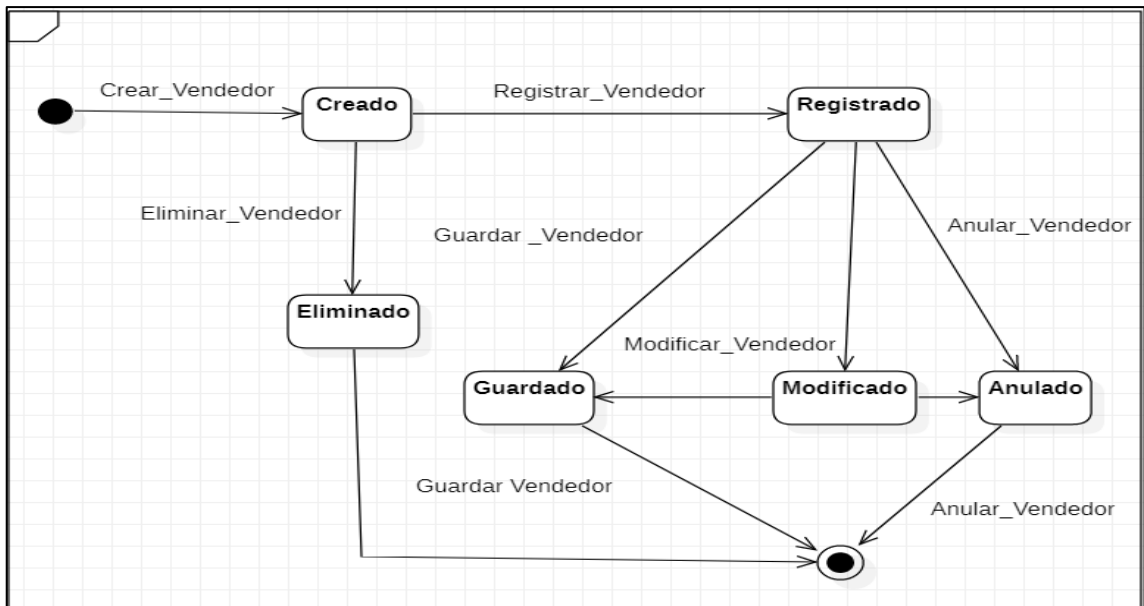 Crear_Vendedor
Creado
Registrar_Vendedor
Registrado
Eliminar_Vendedor
Guardar _Vendedor
Anular_Vendedor
Eliminado
Modificar_Vendedor
Guardado
Modificado
Anulado
Guardar Vendedor
Anular_Vendedor